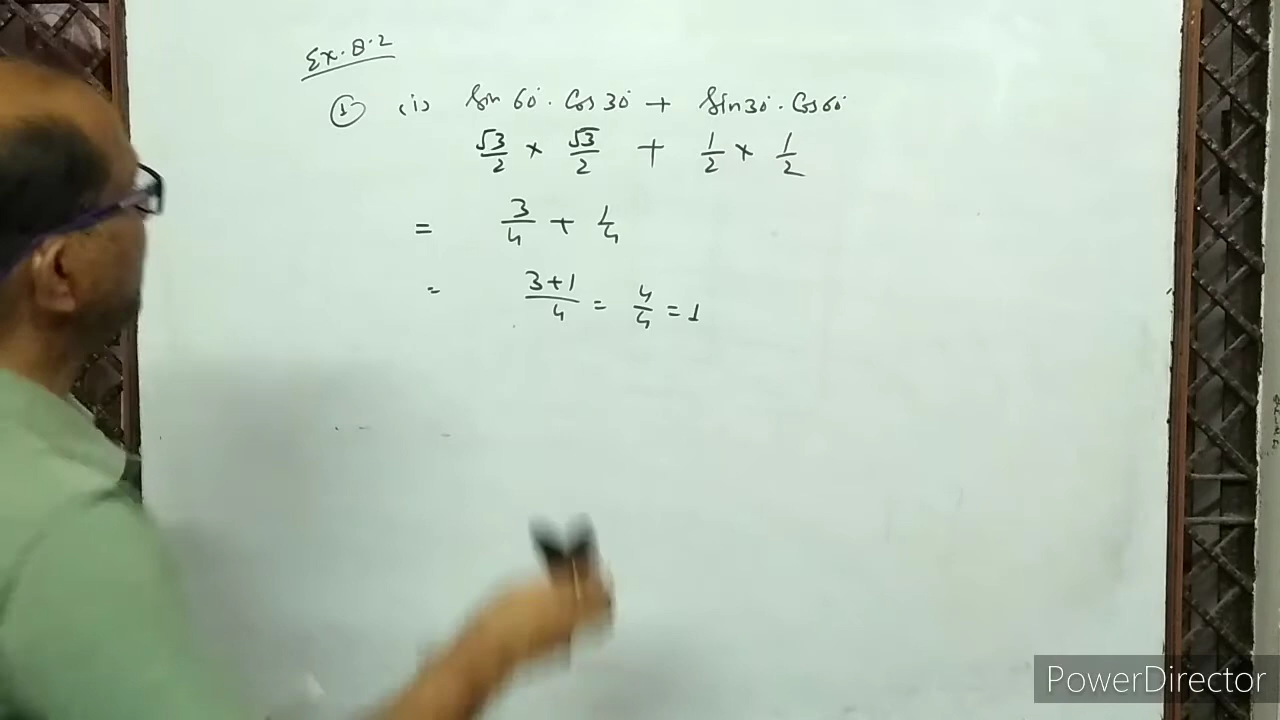 Ex. 8.2
① (i) Sin 60°. Cos 30° + Sin 30°. Cos 60°
√3/2 × √3/2 + 1/2 × 1/2
= 3/4 + 1/4
= 3+1/4 = 4/4 = 1
PowerDirector